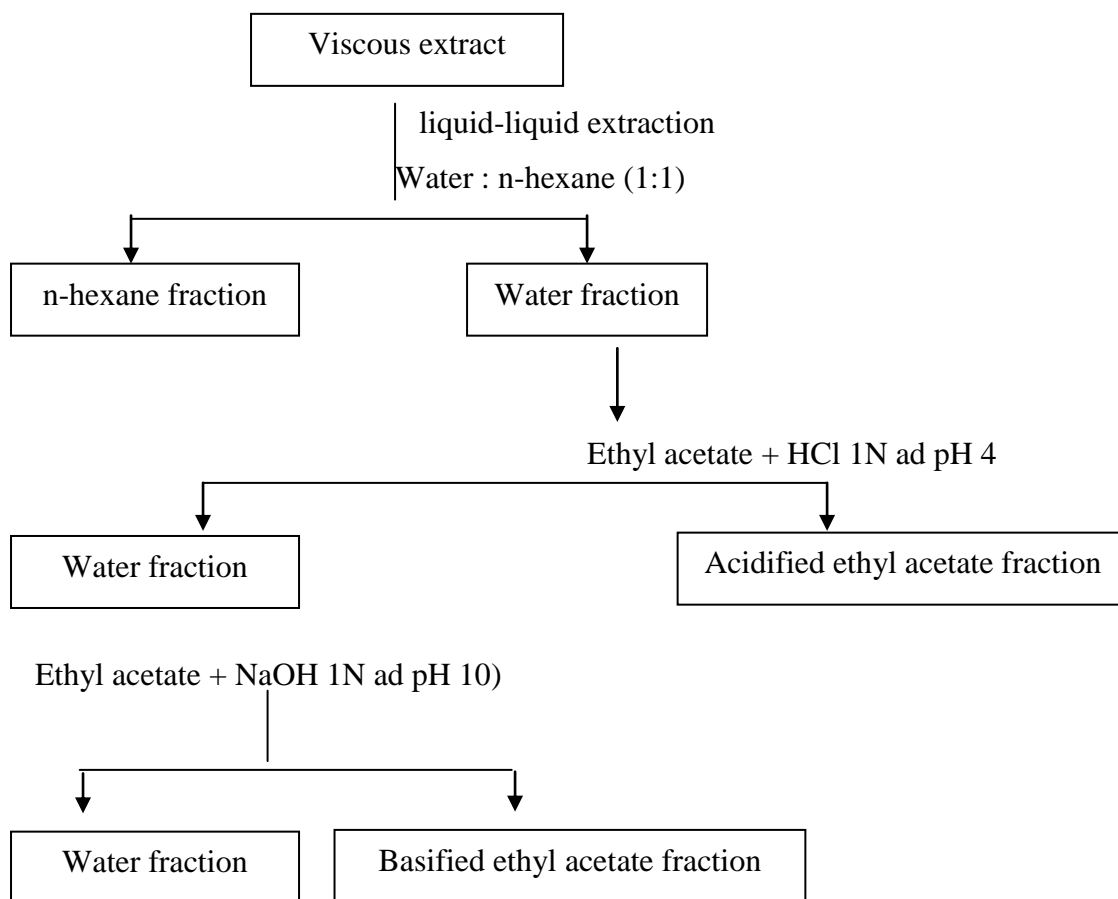 Viscous extract
liquid-liquid extraction
Water : n-hexane (1:1)
n-hexane fraction
Water fraction
Ethyl acetate + HCl 1N ad pH 4
Water fraction
Acidified ethyl acetate fraction
Ethyl acetate + NaOH 1N ad pH 10)
Water fraction
Basified ethyl acetate fraction